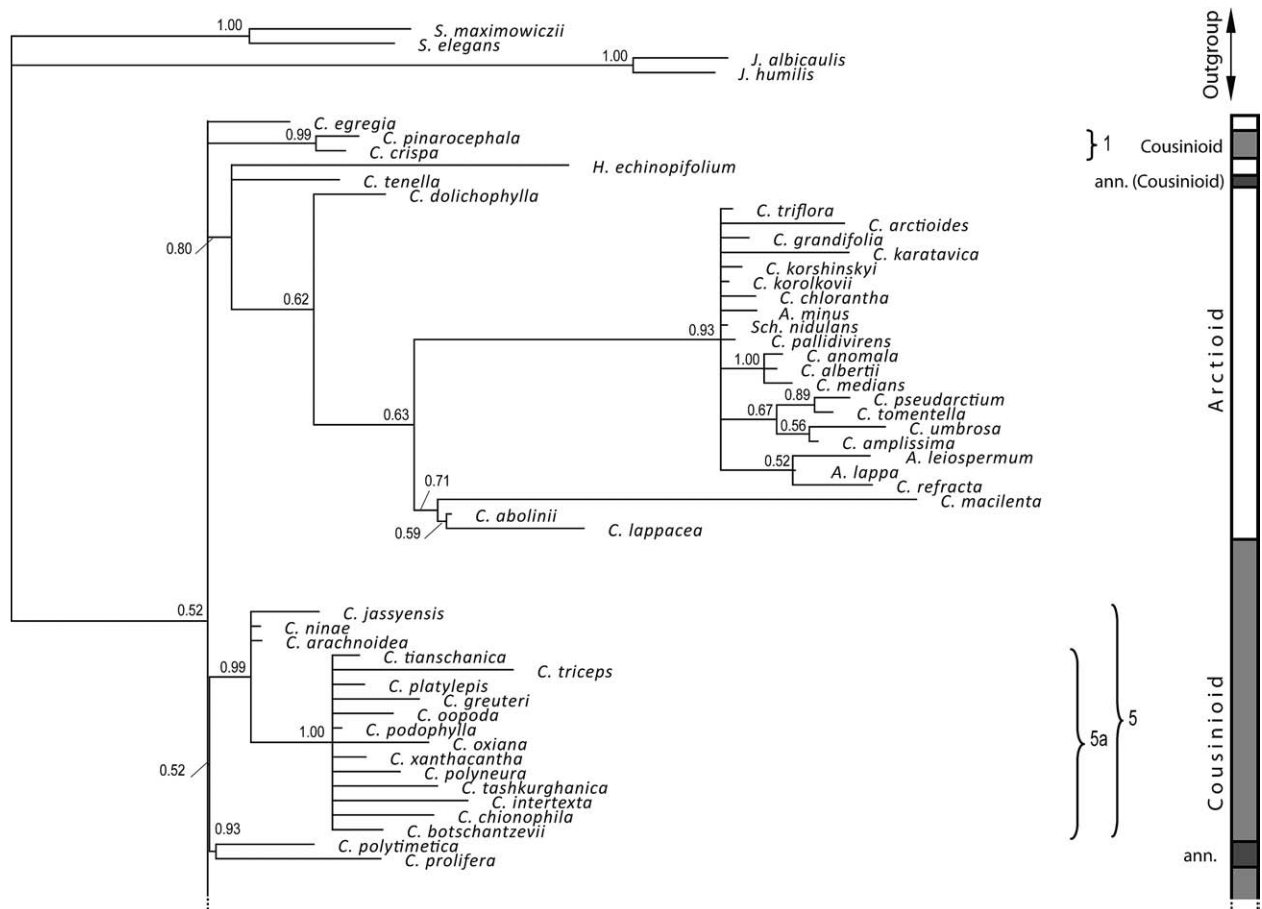 1.00
S. maximowiczii
S. elegans
1.00
J. albicaulis
J. humilis
Outgroup
C. egregia
0.99
C. pinarocephala
C. crispa
1
Cousinioid
H. echinopifolium
C. tenella
ann. (Cousinioid)
C. dolichophylla
0.80
C. triflora
C. arctioides
C. grandifolia
C. karatavica
C. korshinskyi
C. korolkovii
0.62
C. chlorantha
A. minus
Sch. nidulans
0.93
C. pallidivirens
C. anomala
1.00
C. albertii
C. medians
0.89
C. pseudarctium
0.67
C. tomentella
0.63
0.56
C. umbrosa
C. amplissima
0.52
A. leiospermum
A. lappa
C. refracta
0.71
C. macilenta
C. abolinii
0.59
C. lappacea
Arctioid
0.52
C. jassyensis
C. ninae
C. arachnoidea
0.99
C. tianschanica
C. triceps
C. platylepis
C. greuteri
C. oopoda
1.00
C. podophylla
C. oxiana
C. xanthacantha
0.52
C. polyneura
C. tashkurghanica
C. intertexta
C. chionophila
C. botschantzevii
5a
5
Cousinioid
0.93
C. polytimetica
C. prolifera
ann.